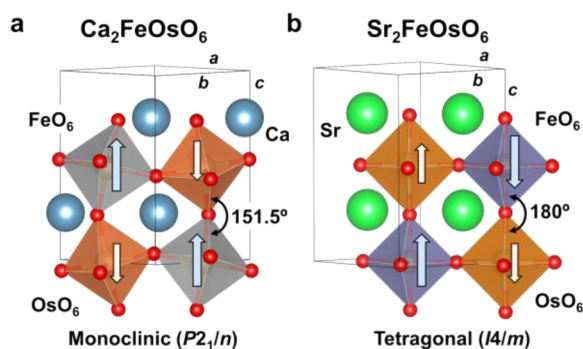 a
Ca₂FeOsO₆
a
b
c
FeO₆
Ca
151.5º
OsO₆
Monoclinic (P2₁/n)
b
Sr₂FeOsO₆
a
b
c
Sr
FeO₆
180º
OsO₆
Tetragonal (I4/m)